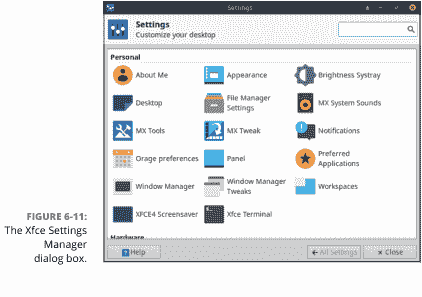 Settings
Settings
Customize your desktop
Personal
About Me
Appearance
Brightness Systray
Desktop
File Manager
Settings
MX System Sounds
MX Tools
MX Tweak
Notifications
Orage preferences
Panel
Preferred
Applications
Window Manager
Window Manager
Tweaks
Workspaces
XFCE4 Screensaver
Xfce Terminal
Hardware
Help
All Settings
Close
FIGURE 6-11:
The Xfce Settings
Manager
dialog box.